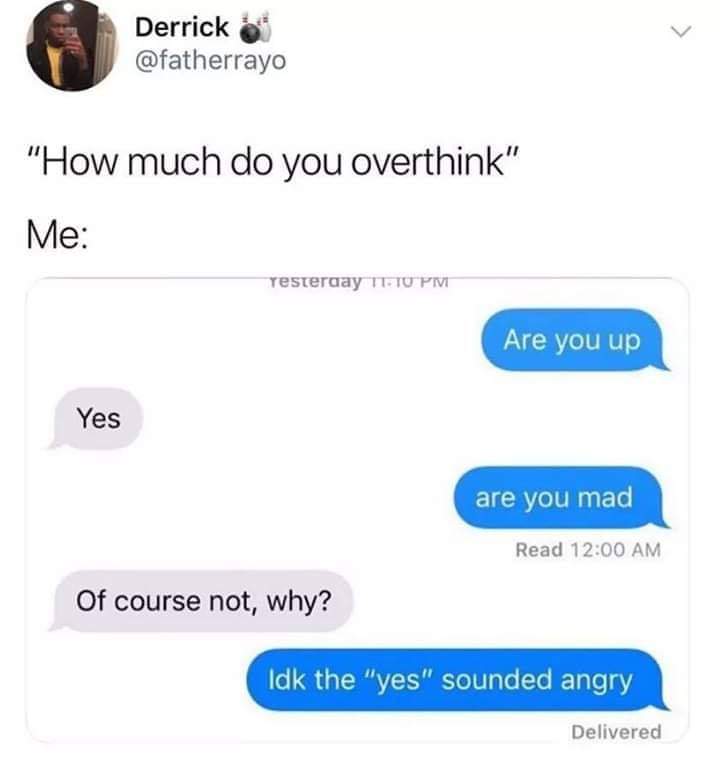 Derrick 🎳
@fatherrayo
"How much do you overthink"
Me:
Yesterday 11:10 PM
Are you up
Yes
are you mad
Read 12:00 AM
Of course not, why?
Idk the "yes" sounded angry
Delivered